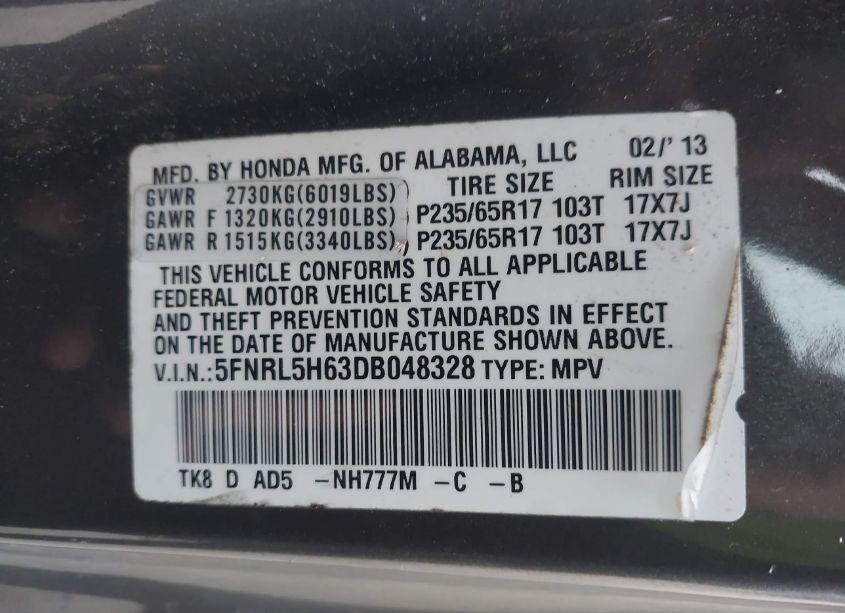 MFD. BY HONDA MFG. OF ALABAMA, LLC 02/' 13
GVWR 2730KG(6019LBS) TIRE SIZE RIM SIZE
GAWR F 1320KG(2910LBS) P235/65R17 103T 17X7J
GAWR R 1515KG(3340LBS) P235/65R17 103T 17X7J
THIS VEHICLE CONFORMS TO ALL APPLICABLE
FEDERAL MOTOR VEHICLE SAFETY
AND THEFT PREVENTION STANDARDS IN EFFECT
ON THE DATE OF MANUFACTURE SHOWN ABOVE.
V.I.N.:5FNRL5H63DB048328 TYPE: MPV
TK8 D AD5 -NH777M -C -B